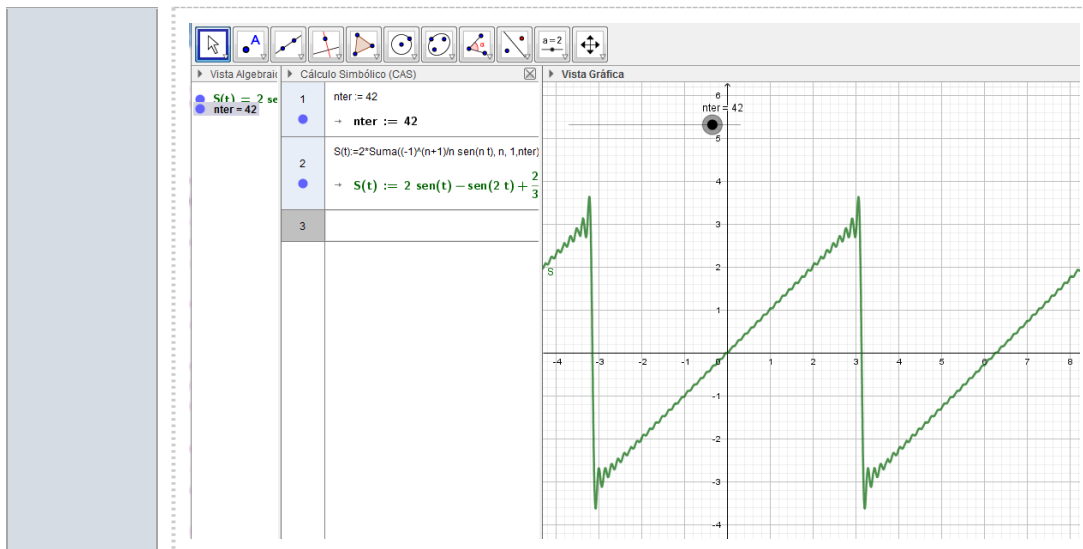 A
α
a = 2
Vista Algebraic
Cálculo Simbólico (CAS)
Vista Gráfica
S(t) = 2 se
nter = 42
1
nter := 42
→ nter := 42
2
S(t):=2*Suma((-1)^(n+1)/n sen(n t), n, 1,nter)
→ S(t) := 2 sen(t) − sen(2 t) + 2/3
3
nter = 42
6
5
4
3
2
1
0
-1
-2
-3
-4
-4 -3 -2 -1 1 2 3 4 5 6 7 8
S